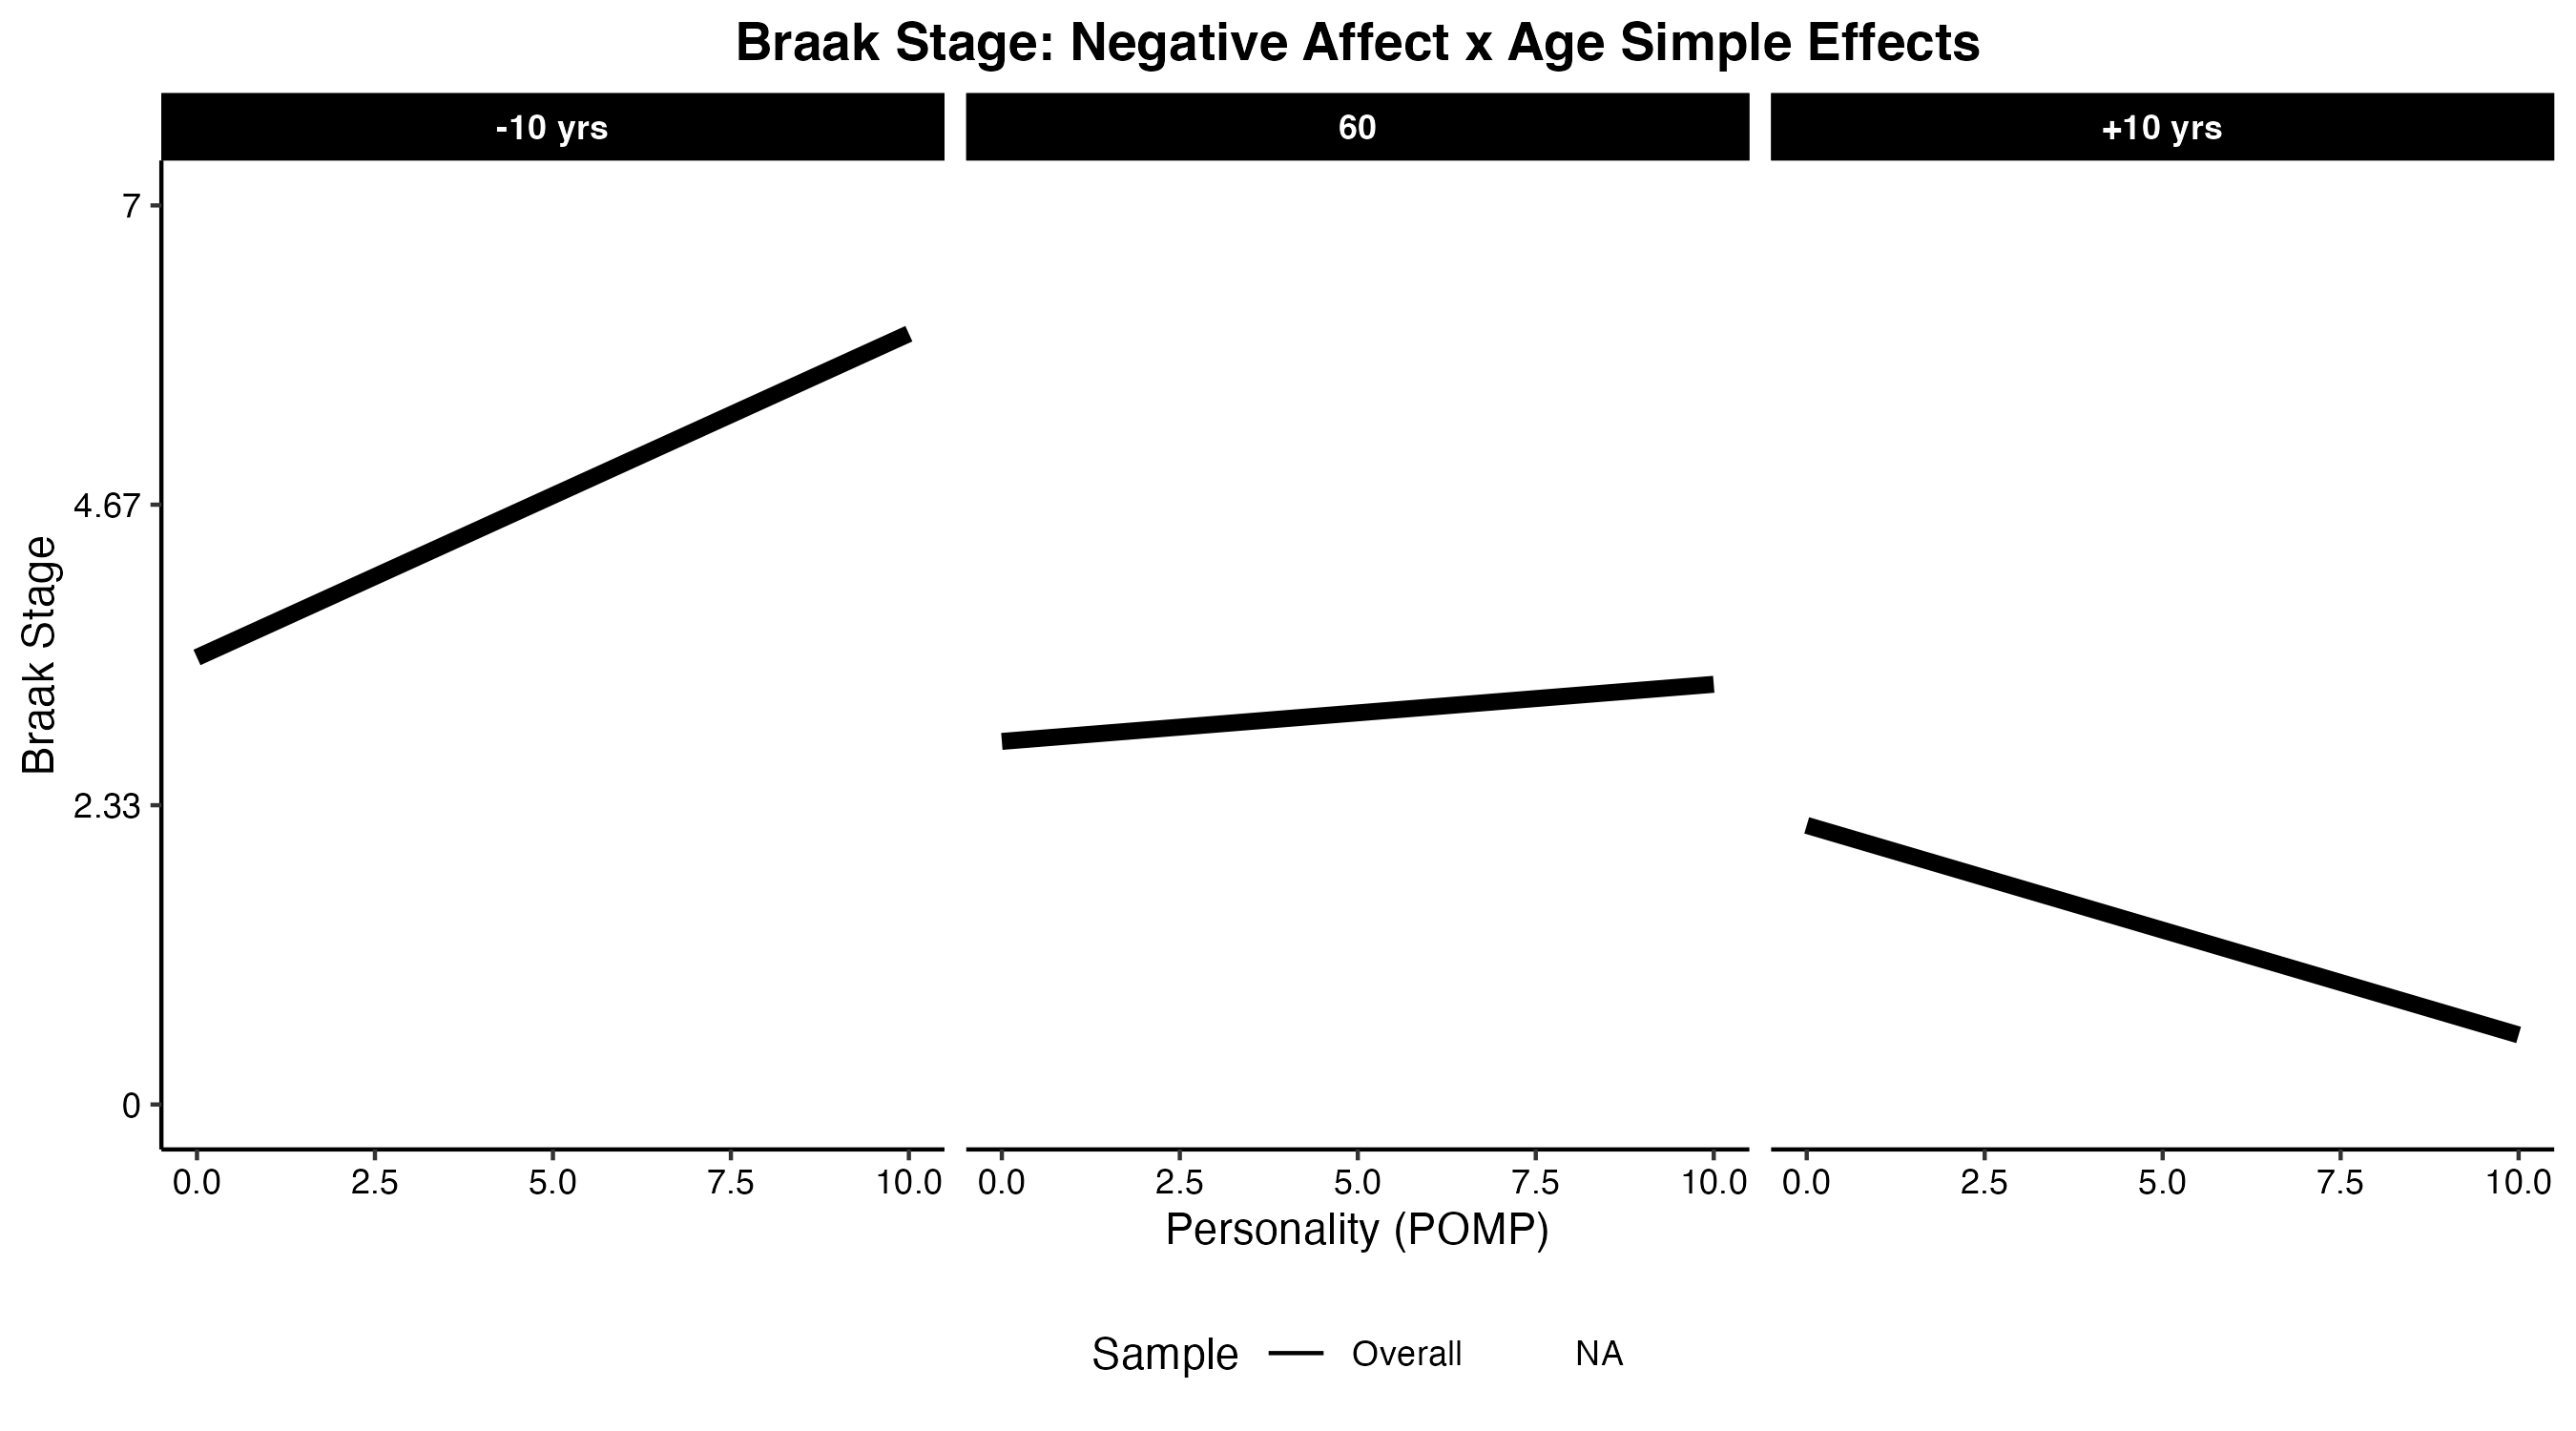 Braak Stage: Negative Affect x Age Simple Effects
-10 yrs 60 +10 yrs
7
4.67
2.33
0
Braak Stage
0.0 2.5 5.0 7.5 10.0 0.0 2.5 5.0 7.5 10.0 0.0 2.5 5.0 7.5 10.0
Personality (POMP)
Sample Overall NA